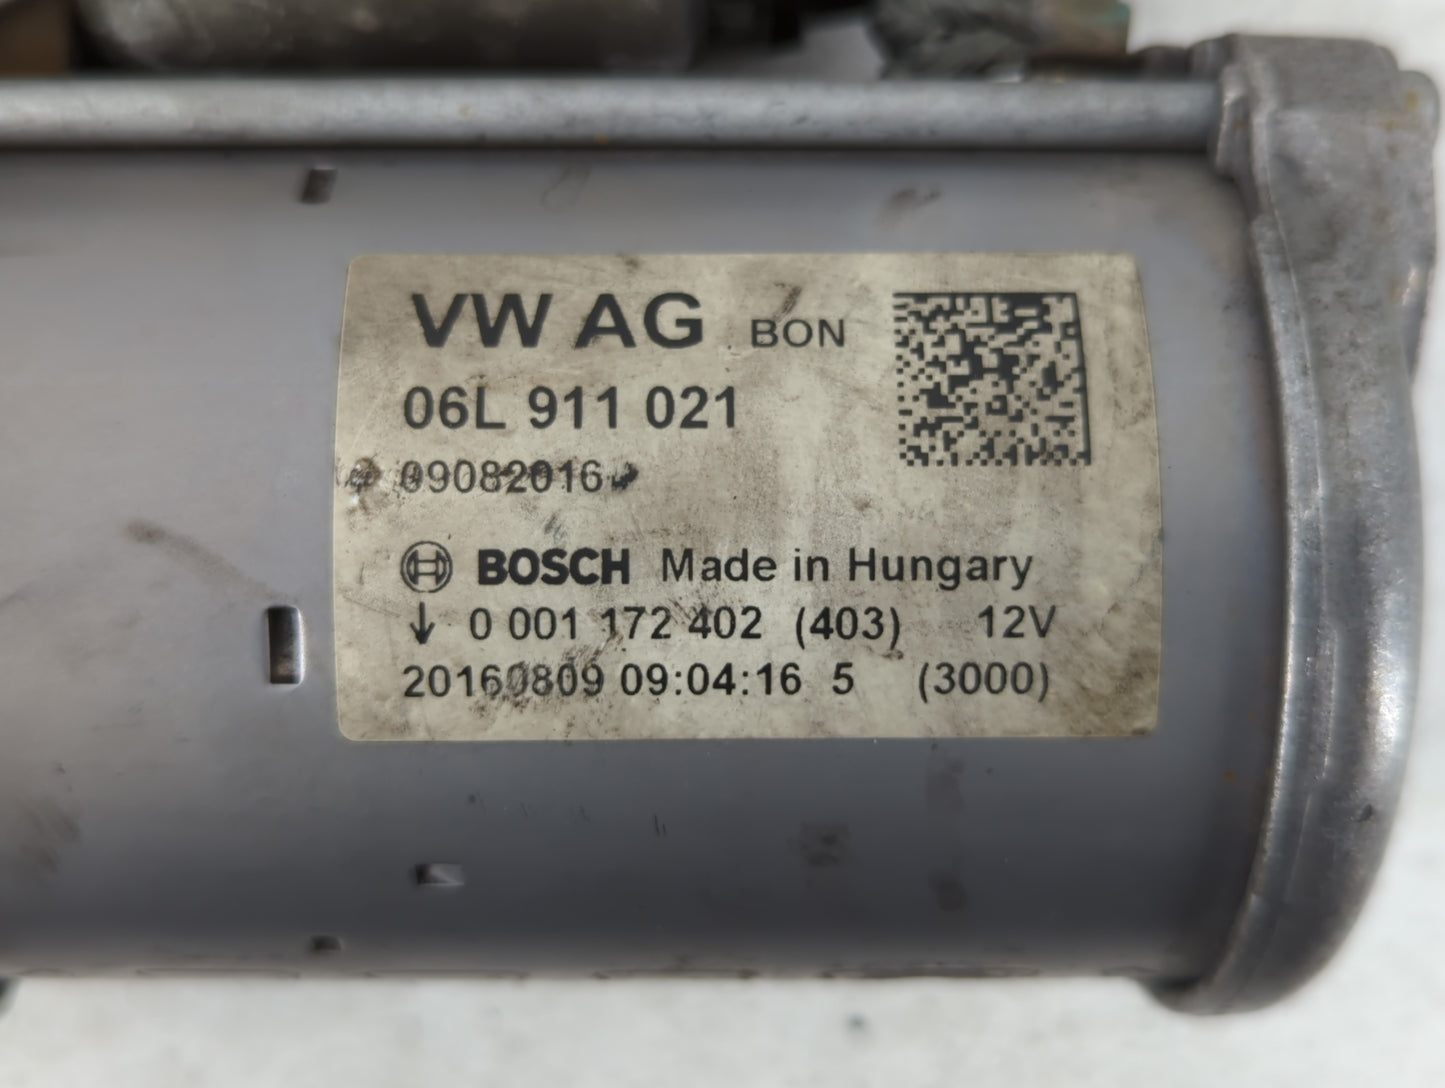 VW AG BON
06L 911 021
09082016
BOSCH Made in Hungary
↓ 0 001 172 402 (403) 12V
20160809 09:04:16 5 (3000)